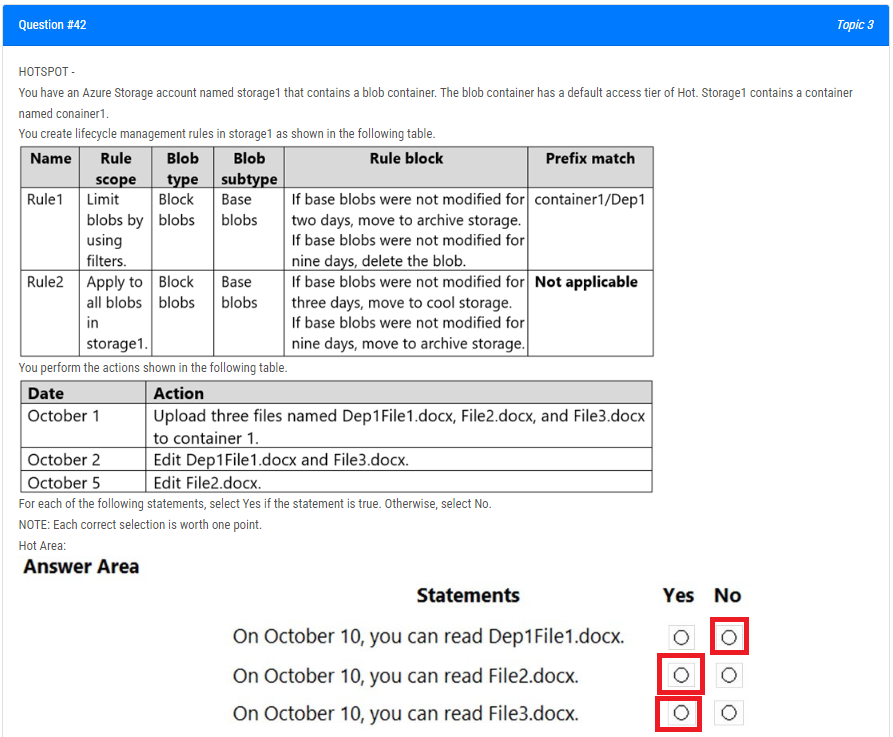 Question #42 Topic 3
HOTSPOT -
You have an Azure Storage account named storage1 that contains a blob container. The blob container has a default access tier of Hot. Storage1 contains a container
named conainer1.
You create lifecycle management rules in storage1 as shown in the following table.
Name Rule scope Blob type Blob subtype Rule block Prefix match
Rule1 Limit blobs by using filters. Block blobs Base blobs If base blobs were not modified for two days, move to archive storage. If base blobs were not modified for nine days, delete the blob. container1/Dep1
Rule2 Apply to all blobs in storage1. Block blobs Base blobs If base blobs were not modified for three days, move to cool storage. If base blobs were not modified for nine days, move to archive storage. Not applicable
You perform the actions shown in the following table.
Date Action
October 1 Upload three files named Dep1File1.docx, File2.docx, and File3.docx
to container 1.
October 2 Edit Dep1File1.docx and File3.docx.
October 5 Edit File2.docx.
For each of the following statements, select Yes if the statement is true. Otherwise, select No.
NOTE: Each correct selection is worth one point.
Hot Area:
Answer Area
Statements Yes No
On October 10, you can read Dep1File1.docx.
On October 10, you can read File2.docx.
On October 10, you can read File3.docx.